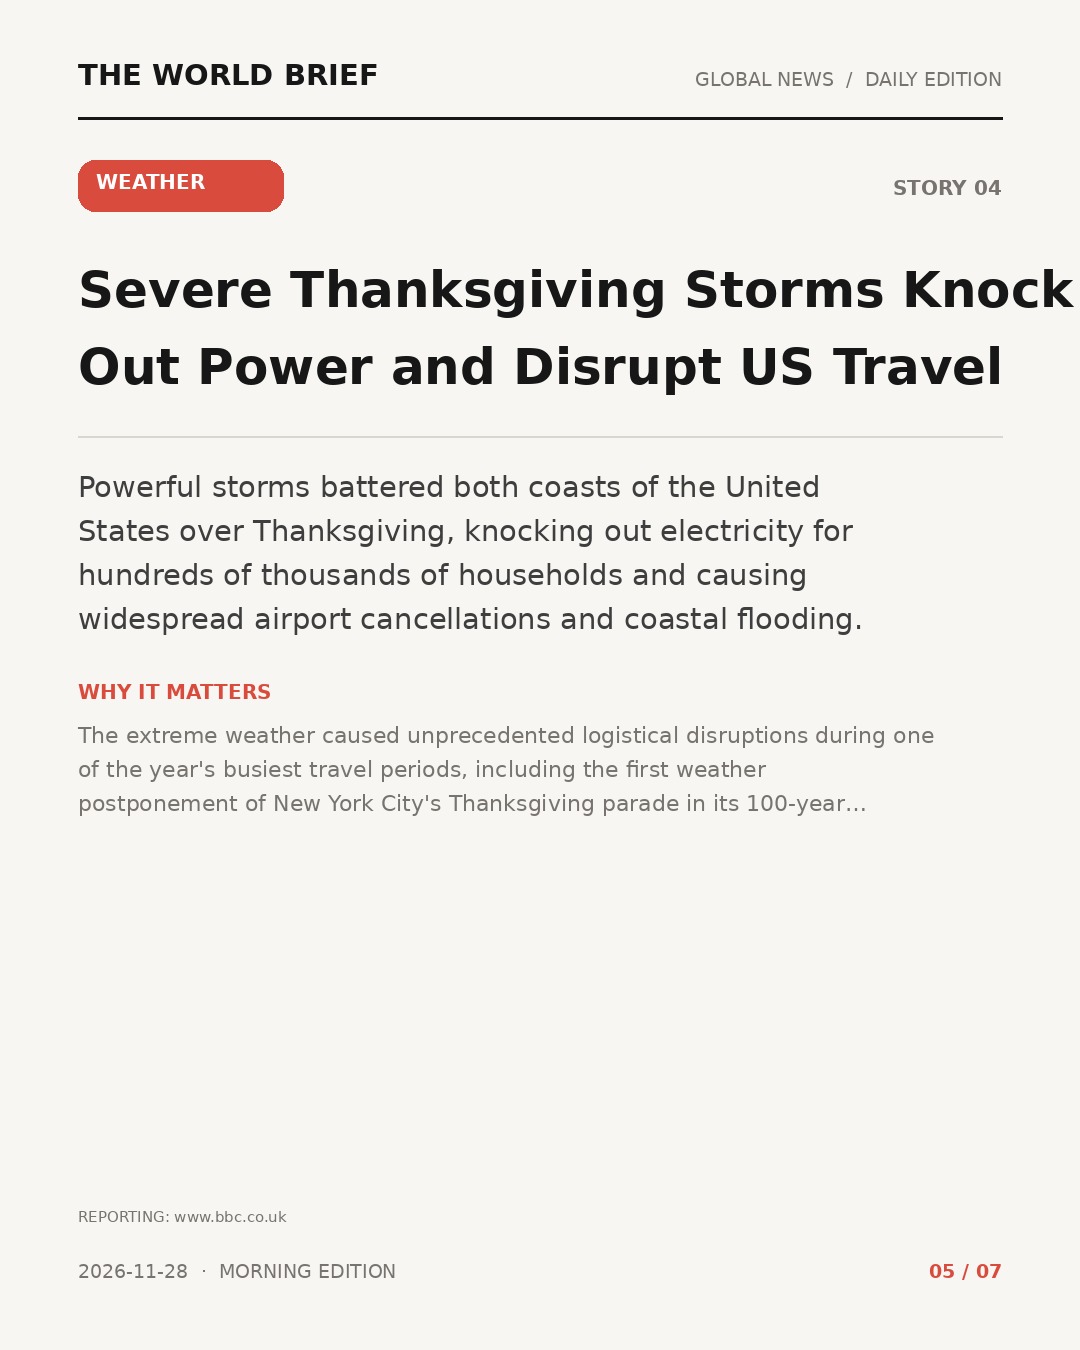 THE WORLD BRIEF
GLOBAL NEWS / DAILY EDITION
WEATHER
STORY 04
Severe Thanksgiving Storms Knock
Out Power and Disrupt US Travel
Powerful storms battered both coasts of the United
States over Thanksgiving, knocking out electricity for
hundreds of thousands of households and causing
widespread airport cancellations and coastal flooding.
WHY IT MATTERS
The extreme weather caused unprecedented logistical disruptions during one
of the year's busiest travel periods, including the first weather
postponement of New York City's Thanksgiving parade in its 100-year…
REPORTING: www.bbc.co.uk
2026-11-28 · MORNING EDITION
05 / 07